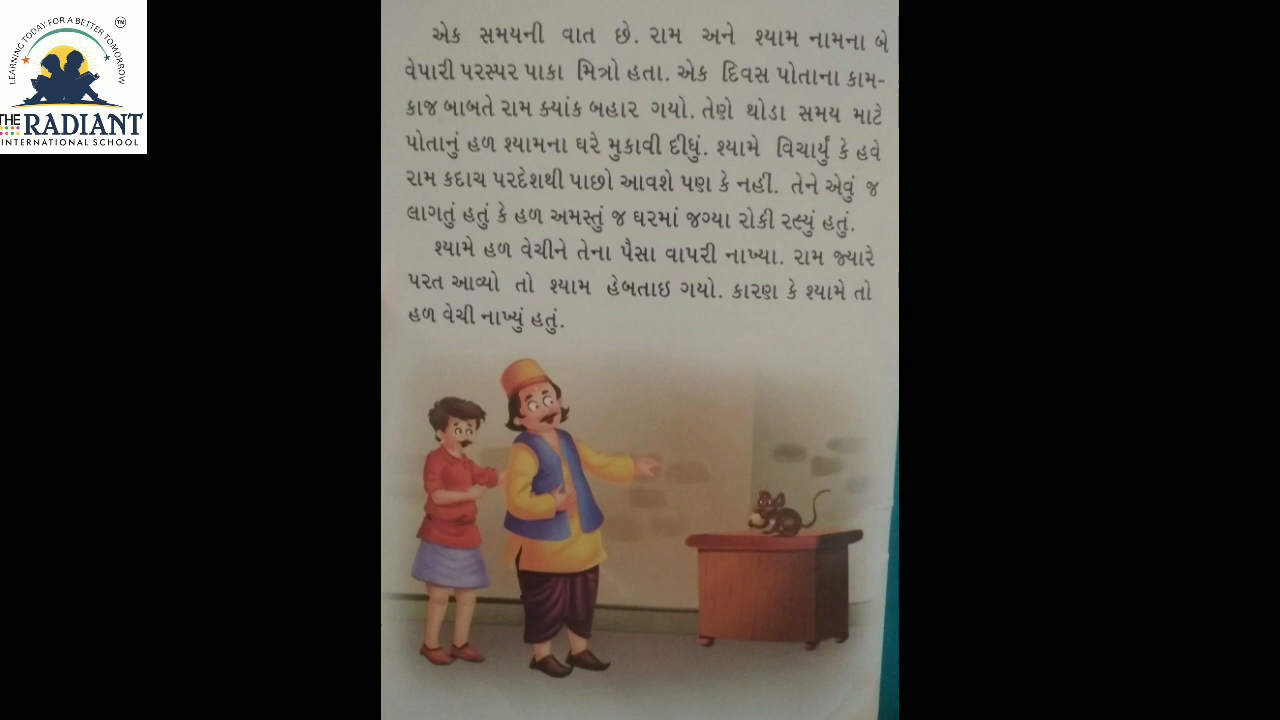 LEARNING TODAY FOR A BETTER TOMORROW
TM
THE RADIANT
INTERNATIONAL SCHOOL
એક સમયની વાત છે. રામ અને શ્યામ નામના બે
વેપારી પરસ્પર પાકા મિત્રો હતા. એક દિવસ પોતાના કામ-
કાજ બાબતે રામ ક્યાંક બહાર ગયો. તેણે થોડા સમય માટે
પોતાનું હળ શ્યામના ઘરે મુકાવી દીધું. શ્યામે વિચાર્યું કે હવે
રામ કદાચ પરદેશથી પાછો આવશે પણ કે નહીં. તેને એવું જ
લાગતું હતું કે હળ અમસ્તું જ ઘરમાં જગ્યા રોકી રહ્યું હતું.
શ્યામે હળ વેચીને તેના પૈસા વાપરી નાખ્યા. રામ જ્યારે
પરત આવ્યો તો શ્યામ હેબતાઇ ગયો. કારણ કે શ્યામે તો
હળ વેચી નાખ્યું હતું.